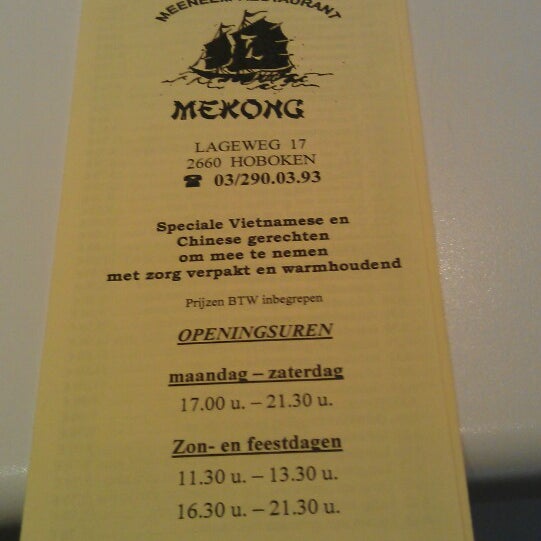 MEENEEM RESTAURANT
MEKONG
LAGEWEG 17
2660 HOBOKEN
☎ 03/290.03.93
Speciale Vietnamese en
Chinese gerechten
om mee te nemen
met zorg verpakt en warmhoudend
Prijzen BTW inbegrepen
OPENINGSUREN
maandag – zaterdag
17.00 u. – 21.30 u.
Zon- en feestdagen
11.30 u. – 13.30 u.
16.30 u. – 21.30 u.